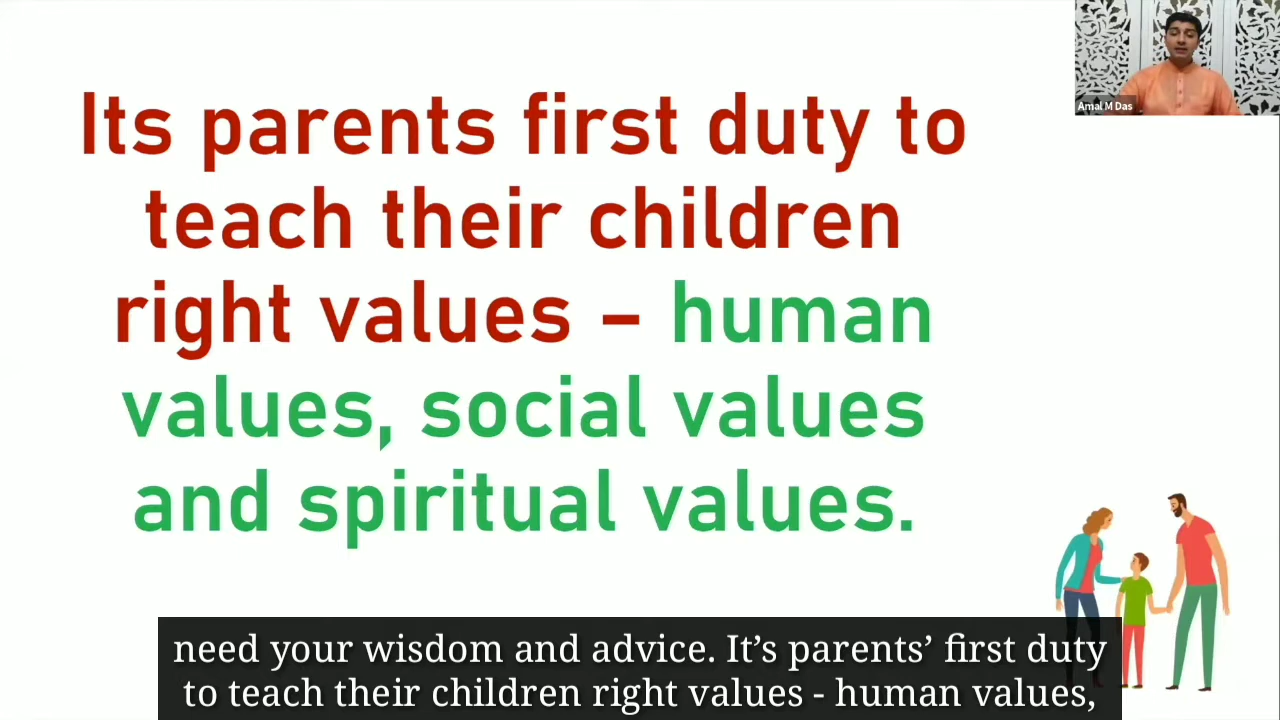 Its parents first duty to
teach their children
right values – human
values, social values
and spiritual values.
Amal M Das
need your wisdom and advice. It’s parents’ first duty
to teach their children right values - human values,